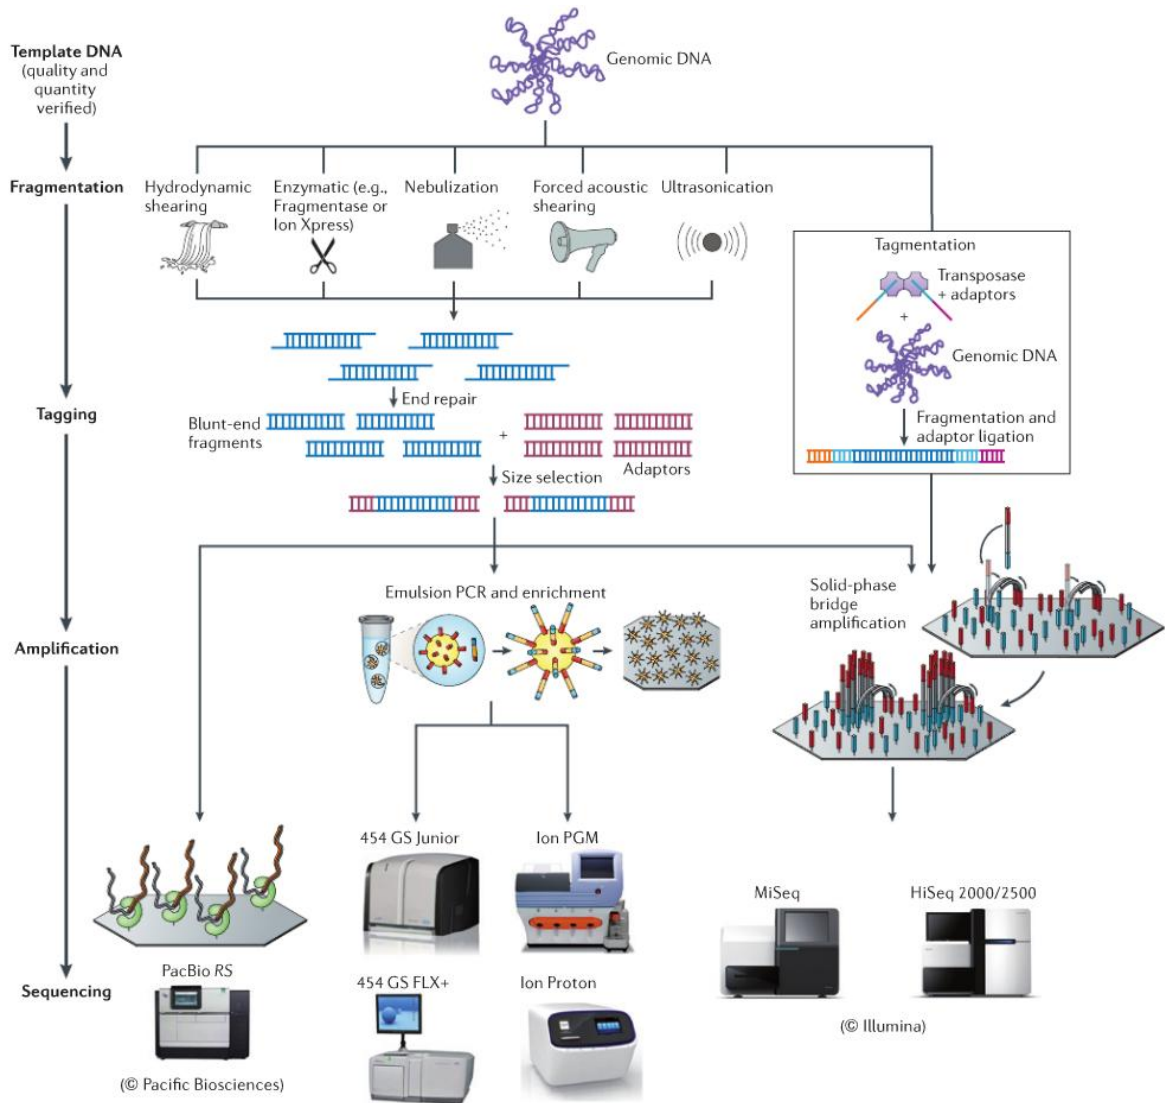 Template DNA
(quality and
quantity
verified)
Genomic DNA
Fragmentation
Hydrodynamic
shearing
Enzymatic (e.g.,
Fragmentase or
Ion Xpress)
Nebulization
Forced acoustic
shearing
Ultrasonication
Tagmentation
Transposase
+ adaptors
+
Genomic DNA
Fragmentation and
adaptor ligation
Tagging
End repair
Blunt-end
fragments
+
Adaptors
Size selection
Amplification
Emulsion PCR and enrichment
Solid-phase
bridge
amplification
Sequencing
PacBio RS
(© Pacific Biosciences)
454 GS Junior
Ion PGM
454 GS FLX+
Ion Proton
MiSeq
HiSeq 2000/2500
(© Illumina)